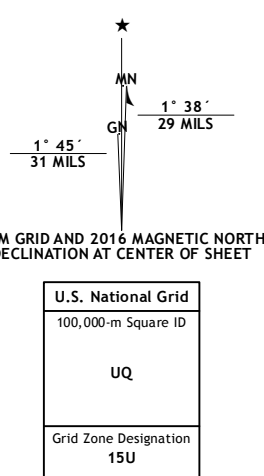 ★
MN
1° 38´
29 MILS
GN
1° 45´
31 MILS
M GRID AND 2016 MAGNETIC NORTH
DECLINATION AT CENTER OF SHEET
U.S. National Grid
100,000-m Square ID
UQ
Grid Zone Designation
15U